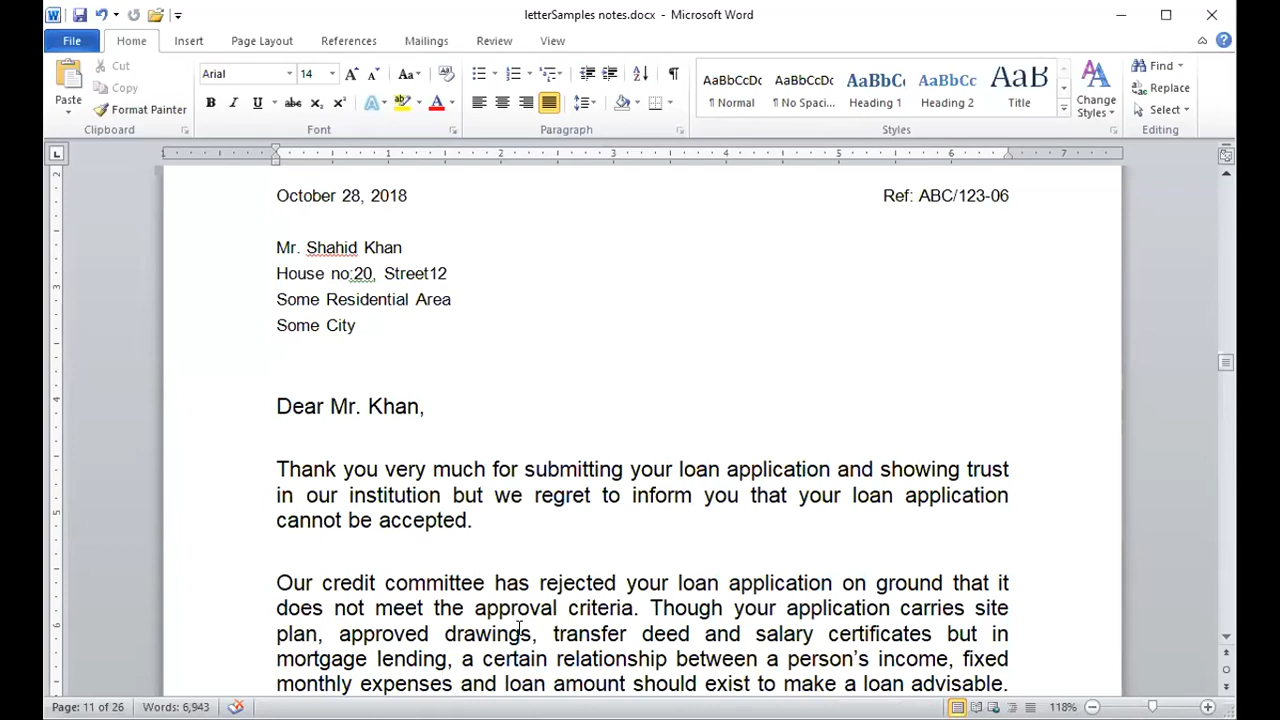 letterSamples notes.docx - Microsoft Word
File Home Insert Page Layout References Mailings Review View
Paste
Cut
Copy
Format Painter
Clipboard
Arial 14
Font
Paragraph
AaBbCcDc AaBbCcDc AaBbC AaBbCc AaB
¶ Normal ¶ No Spaci... Heading 1 Heading 2 Title
Change Styles
Styles
Find
Replace
Select
Editing
October 28, 2018 Ref: ABC/123-06
Mr. Shahid Khan
House no:20, Street12
Some Residential Area
Some City
Dear Mr. Khan,
Thank you very much for submitting your loan application and showing trust
in our institution but we regret to inform you that your loan application
cannot be accepted.
Our credit committee has rejected your loan application on ground that it
does not meet the approval criteria. Though your application carries site
plan, approved drawings, transfer deed and salary certificates but in
mortgage lending, a certain relationship between a person's income, fixed
monthly expenses and loan amount should exist to make a loan advisable.
Page: 11 of 26 Words: 6,943 118%